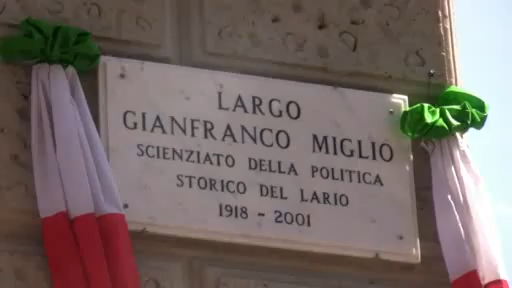 LARGO
GIANFRANCO MIGLIO
SCIENZIATO DELLA POLITICA
STORICO DEL LARIO
1918 - 2001